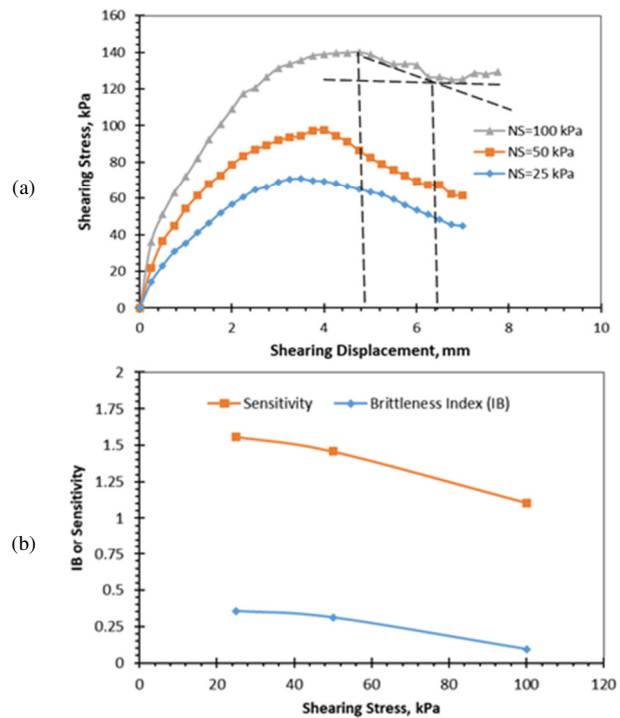 (a)
Shearing Stress, kPa
160
140
120
100
80
60
40
20
0
NS=100 kPa
NS=50 kPa
NS=25 kPa
0
2
4
6
8
10
Shearing Displacement, mm
(b)
IB or Sensitivity
2
1.75
1.5
1.25
1
0.75
0.5
0.25
0
Sensitivity
Brittleness Index (IB)
0
20
40
60
80
100
120
Shearing Stress, kPa